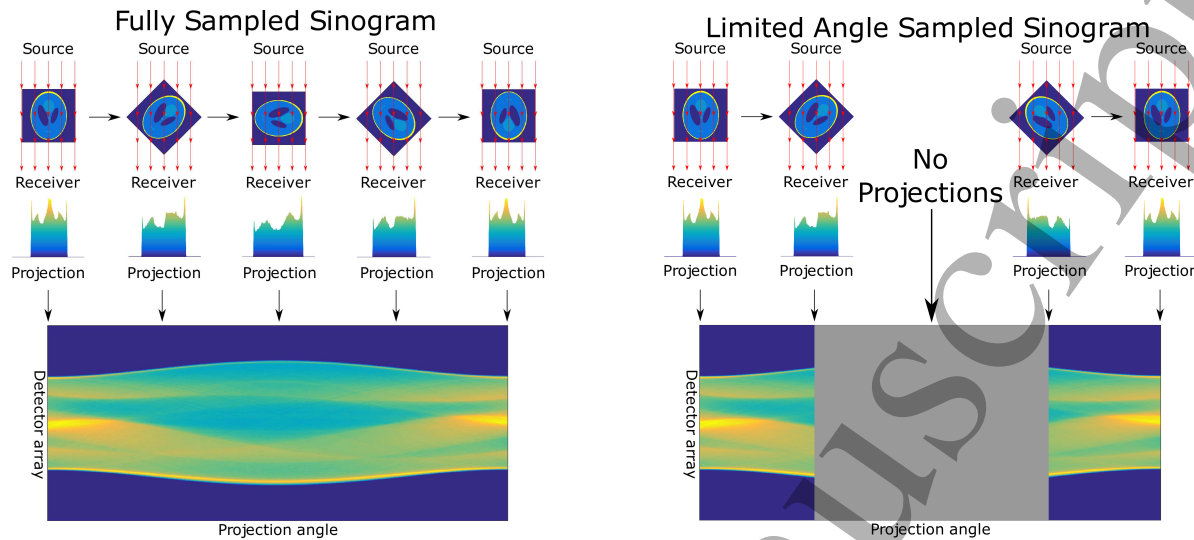 Fully Sampled Sinogram
Source Source Source Source Source
Receiver Receiver Receiver Receiver Receiver
Projection Projection Projection Projection Projection
Detector array
Projection angle
Limited Angle Sampled Sinogram
Source Source Source Source
No
Projections
Receiver Receiver Receiver Receiver
Projection Projection Projection Projection
Detector array
Projection angle
uscrip